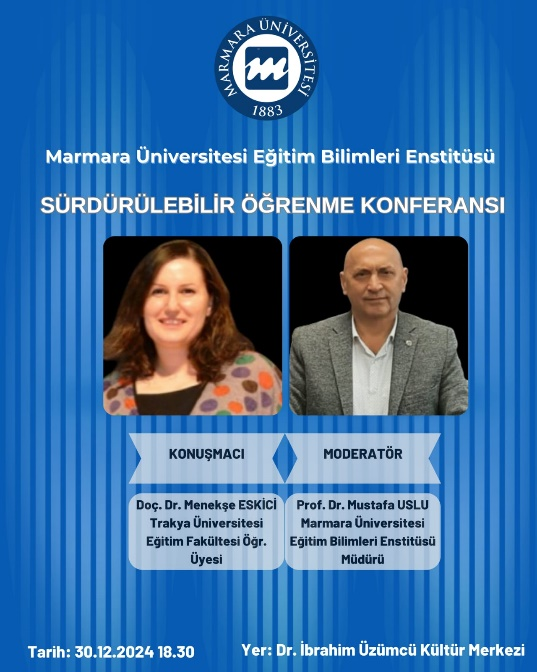 MARMARA ÜNİVERSİTESİ
m
1883
Marmara Üniversitesi Eğitim Bilimleri Enstitüsü
SÜRDÜRÜLEBİLİR ÖĞRENME KONFERANSI
KONUŞMACI
Doç. Dr. Menekşe ESKİCİ
Trakya Üniversitesi
Eğitim Fakültesi Öğr.
Üyesi
MODERATÖR
Prof. Dr. Mustafa USLU
Marmara Üniversitesi
Eğitim Bilimleri Enstitüsü
Müdürü
Tarih: 30.12.2024 18.30
Yer: Dr. İbrahim Üzümcü Kültür Merkezi